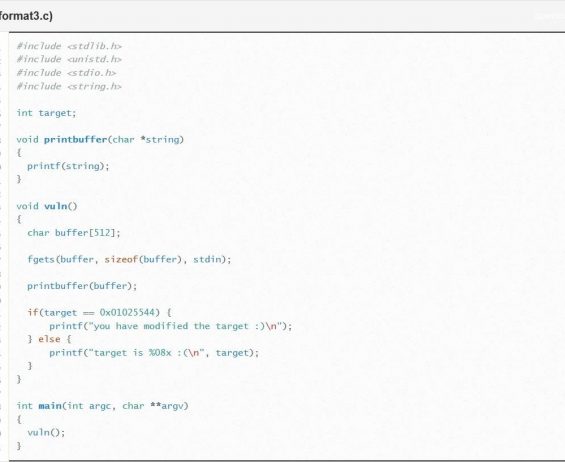 format3.c)
#include <stdlib.h>
#include <unistd.h>
#include <stdio.h>
#include <string.h>
int target;
void printbuffer(char *string)
{
  printf(string);
}
void vuln()
{
  char buffer[512];
  fgets(buffer, sizeof(buffer), stdin);
  printbuffer(buffer);
  if(target == 0x01025544) {
      printf("you have modified the target :)\n");
  } else {
      printf("target is %08x :(\n", target);
  }
}
int main(int argc, char **argv)
{
  vuln();
}